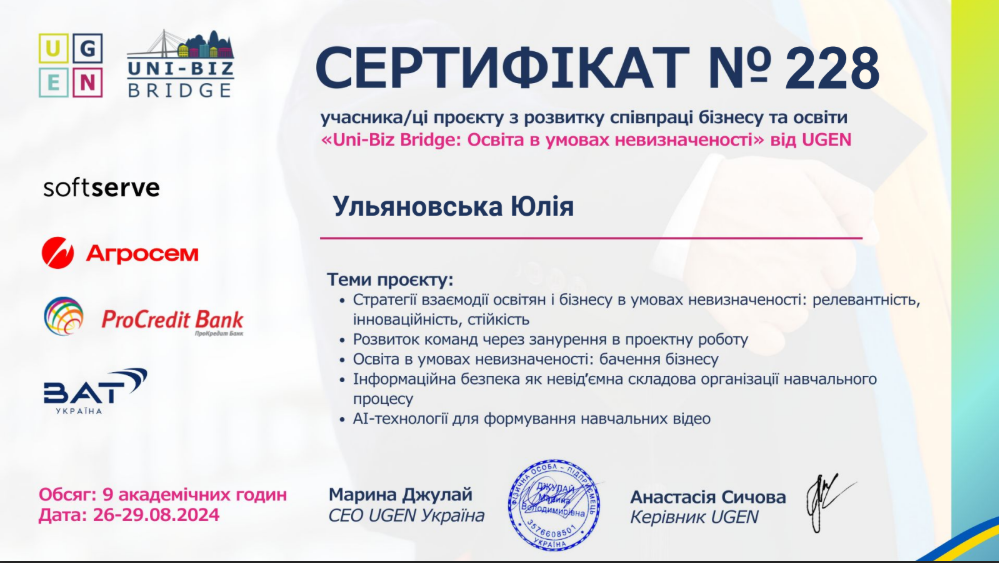 UGEN
UNI-BIZ
BRIDGE
СЕРТИФІКАТ № 228
учасника/ці проєкту з розвитку співпраці бізнесу та освіти
«Uni-Biz Bridge: Освіта в умовах невизначеності» від UGEN
softserve
Агросем
ProCredit Bank
ПроКредит Банк
ВАТ
УКРАЇНА
Ульяновська Юлія
Теми проєкту:
• Стратегії взаємодії освітян і бізнесу в умовах невизначеності: релевантність,
інноваційність, стійкість
• Розвиток команд через занурення в проектну роботу
• Освіта в умовах невизначеності: бачення бізнесу
• Інформаційна безпека як невід’ємна складова організації навчального
процесу
• AI-технології для формування навчальних відео
Обсяг: 9 академічних годин
Дата: 26-29.08.2024
Марина Джулай
CEO UGEN Україна
ФІЗИЧНА ОСОБА - ПІДПРИЄМЕЦЬ
ДЖУЛАЙ
Марина
Володимирівна
3576608501
УКРАЇНА
Анастасія Сичова
Керівник UGEN